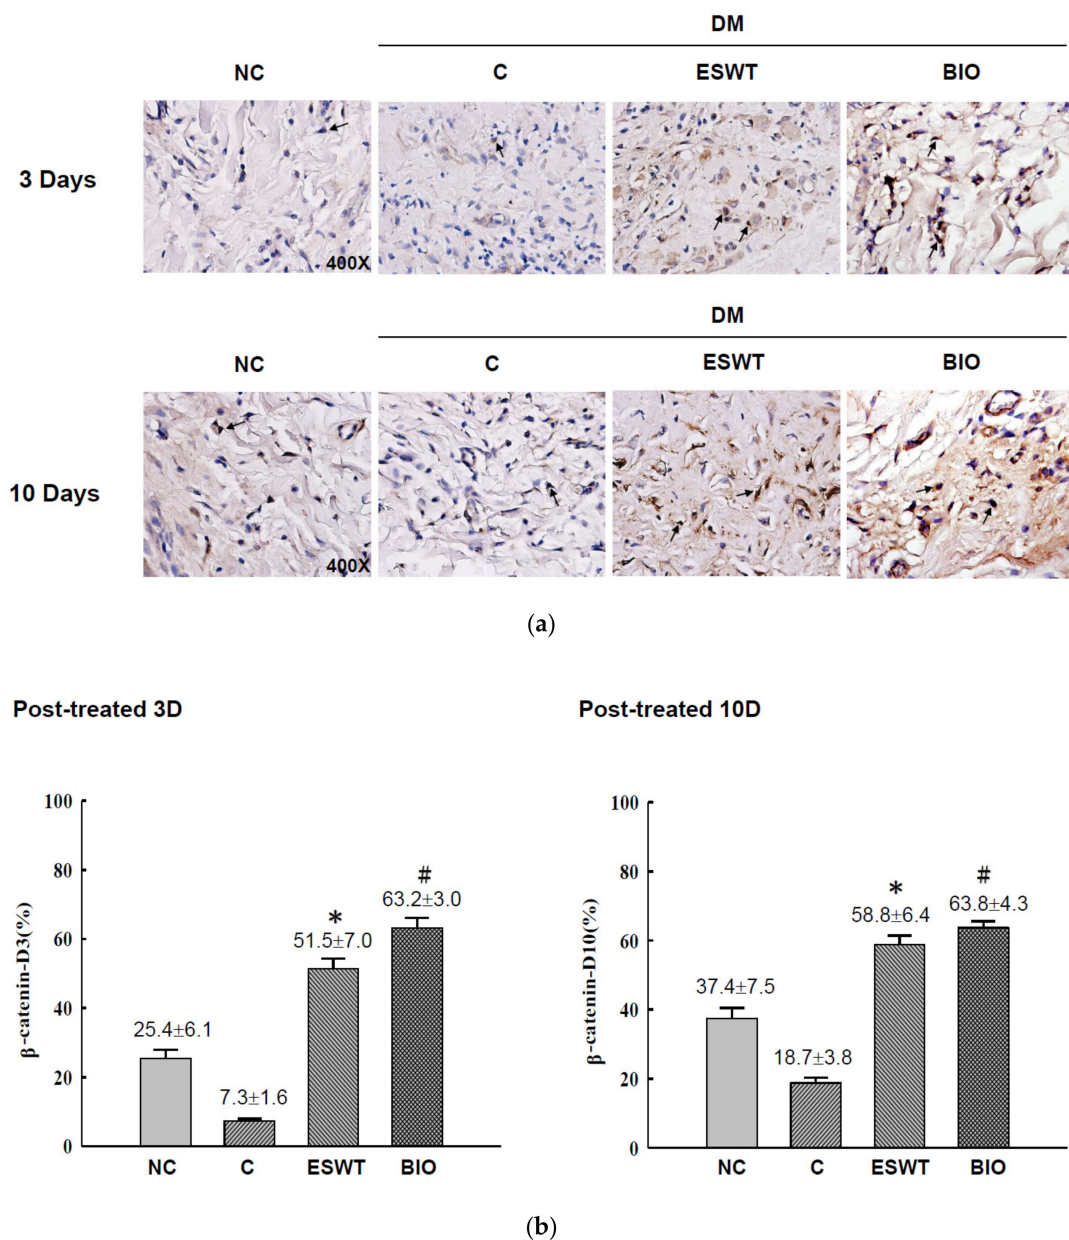 DM
NC C ESWT BIO
3 Days
400X
DM
NC C ESWT BIO
10 Days
400X
(a)
Post-treated 3D
β-catenin-D3(%)
100
80
60
40
20
0
25.4±6.1
7.3±1.6
*
51.5±7.0
#
63.2±3.0
NC C ESWT BIO
Post-treated 10D
β-catenin-D10(%)
100
80
60
40
20
0
37.4±7.5
18.7±3.8
*
58.8±6.4
#
63.8±4.3
NC C ESWT BIO
(b)